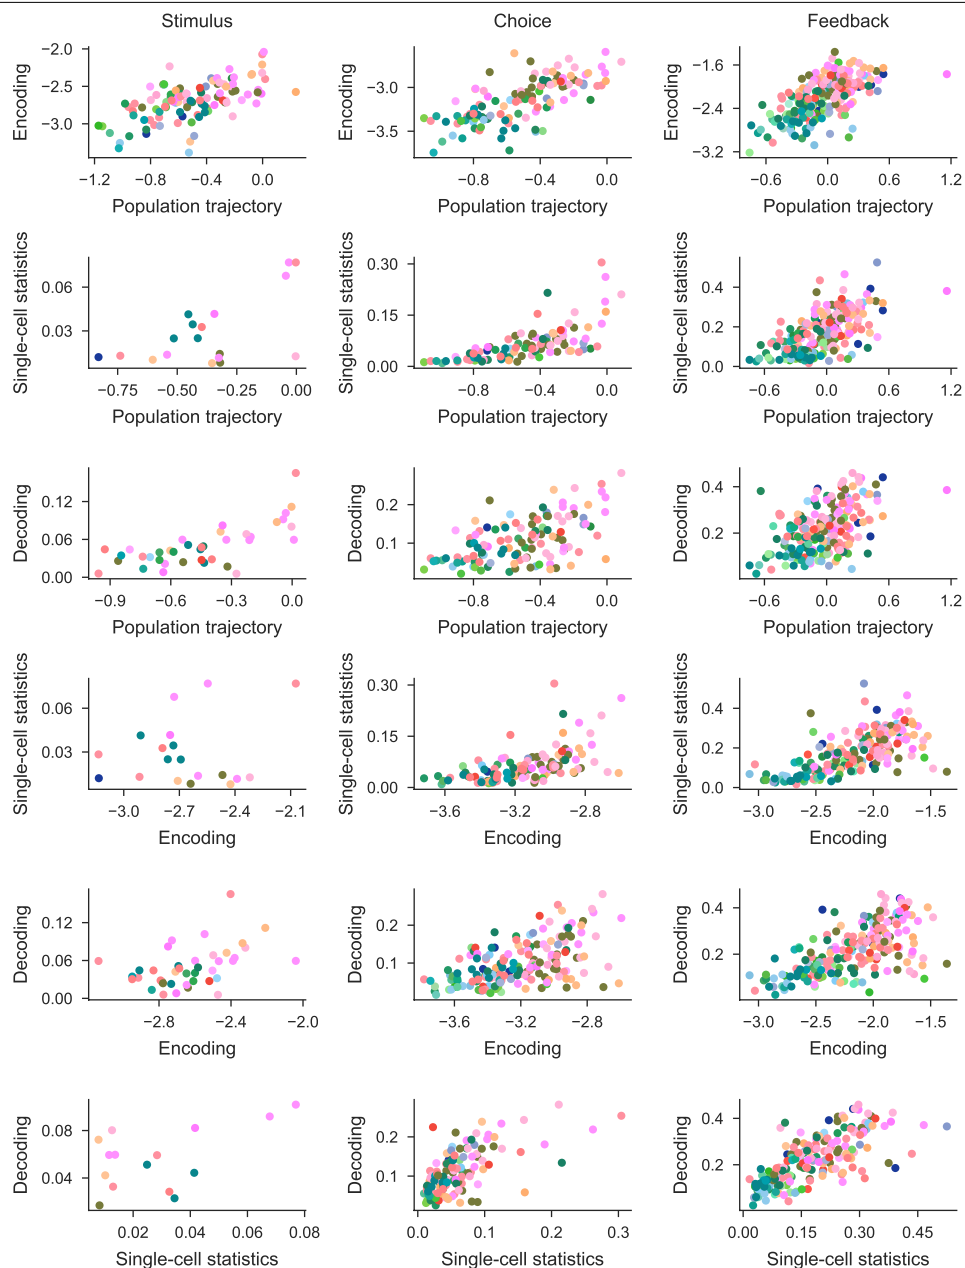 Stimulus Choice Feedback
Encoding −2.0 −2.5 −3.0 −1.2 −0.8 −0.4 0.0 Population trajectory
Encoding −3.0 −3.5 −0.8 −0.4 0.0 Population trajectory
Encoding −1.6 −2.4 −3.2 −0.6 0.0 0.6 1.2 Population trajectory
Single-cell statistics 0.06 0.03 −0.75 −0.50 −0.25 0.00 Population trajectory
Single-cell statistics 0.30 0.15 0.00 −0.8 −0.4 0.0 Population trajectory
Single-cell statistics 0.4 0.2 0.0 −0.6 0.0 0.6 1.2 Population trajectory
Decoding 0.12 0.06 0.00 −0.9 −0.6 −0.3 0.0 Population trajectory
Decoding 0.2 0.1 −0.8 −0.4 0.0 Population trajectory
Decoding 0.4 0.2 −0.6 0.0 0.6 1.2 Population trajectory
Single-cell statistics 0.06 0.03 −3.0 −2.7 −2.4 −2.1 Encoding
Single-cell statistics 0.30 0.15 0.00 −3.6 −3.2 −2.8 Encoding
Single-cell statistics 0.4 0.2 0.0 −3.0 −2.5 −2.0 −1.5 Encoding
Decoding 0.12 0.06 0.00 −2.8 −2.4 −2.0 Encoding
Decoding 0.2 0.1 −3.6 −3.2 −2.8 Encoding
Decoding 0.4 0.2 −3.0 −2.5 −2.0 −1.5 Encoding
Decoding 0.08 0.04 0.02 0.04 0.06 0.08 Single-cell statistics
Decoding 0.2 0.1 0 0.1 0.2 0.3 Single-cell statistics
Decoding 0.4 0.2 0.00 0.15 0.30 0.45 Single-cell statistics